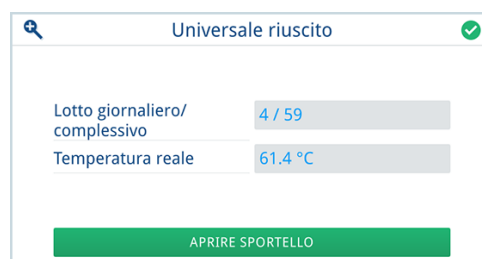 Universale riuscito
Lotto giornaliero/
complessivo
4 / 59
Temperatura reale
61.4 °C
APRIRE SPORTELLO